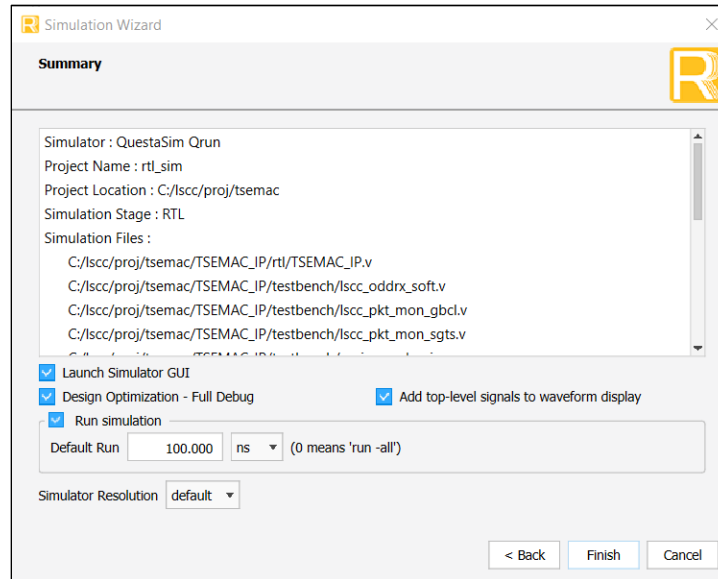 Simulation Wizard
Summary
Simulator : QuestaSim Qrun
Project Name : rtl_sim
Project Location : C:/lscc/proj/tsemac
Simulation Stage : RTL
Simulation Files :
C:/lscc/proj/tsemac/TSEMAC_IP/rtl/TSEMAC_IP.v
C:/lscc/proj/tsemac/TSEMAC_IP/testbench/lscc_oddrx_soft.v
C:/lscc/proj/tsemac/TSEMAC_IP/testbench/lscc_pkt_mon_gbcl.v
C:/lscc/proj/tsemac/TSEMAC_IP/testbench/lscc_pkt_mon_sgts.v
Launch Simulator GUI
Design Optimization - Full Debug Add top-level signals to waveform display
Run simulation
Default Run 100.000 ns (0 means 'run -all')
Simulator Resolution default
< Back Finish Cancel